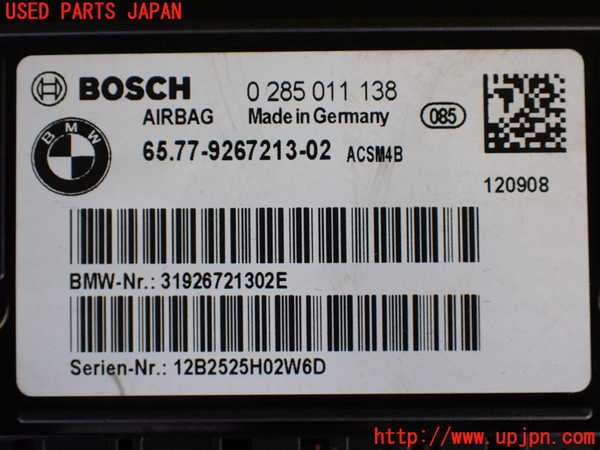 USED PARTS JAPAN
BOSCH 0 285 011 138
AIRBAG Made in Germany 085
BMW
65.77-9267213-02 ACSM4B
120908
BMW-Nr.: 31926721302E
Serien-Nr.: 12B2525H02W6D
http://www.upjpn.com/